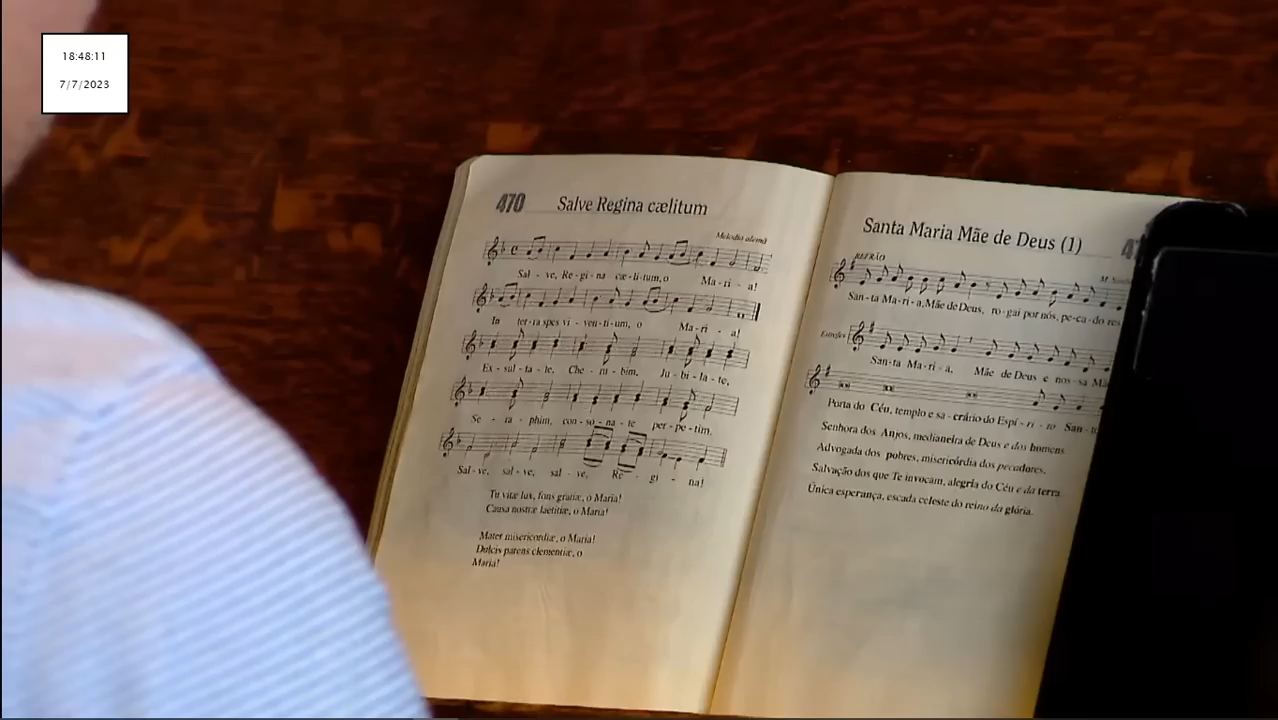 18:48:11
7/7/2023
470
Salve Regina cælitum
Melodia alemã
Sal - ve, Re - gi - na cæ - li - tum, o Ma - ri - a!
In ter - ra spes vi - ven - ti - um, o Ma - ri - a!
Ex - sul - ta - te, Che - ru - bim, Ju - bi - la - te,
Se - ra - phim, con - so - na - te per - pe - tim.
Sal - ve, sal - ve, sal - ve, Re - gi - na!
Tu vitæ lux, fons gratiæ, o Maria!
Causa nostræ laetitiæ, o Maria!
Mater misericordiæ, o Maria!
Dulcis parens clementiæ, o
Maria!
Santa Maria Mãe de Deus (1)
REFRÃO
San - ta Ma - ri - a, Mãe de Deus, ro - gai por nós, pe - ca - do res
Estrofes
San - ta Ma - ri - a, Mãe de Deus e nos - sa
Porta do Céu, templo e sa - crário do Espí - ri - to San -
Senhora dos Anjos, medianeira de Deus e dos homens.
Advogada dos pobres, misericórdia dos pecadores.
Salvação dos que Te invocam, alegria do Céu e da terra.
Única esperança, escada celeste do reino da glória.